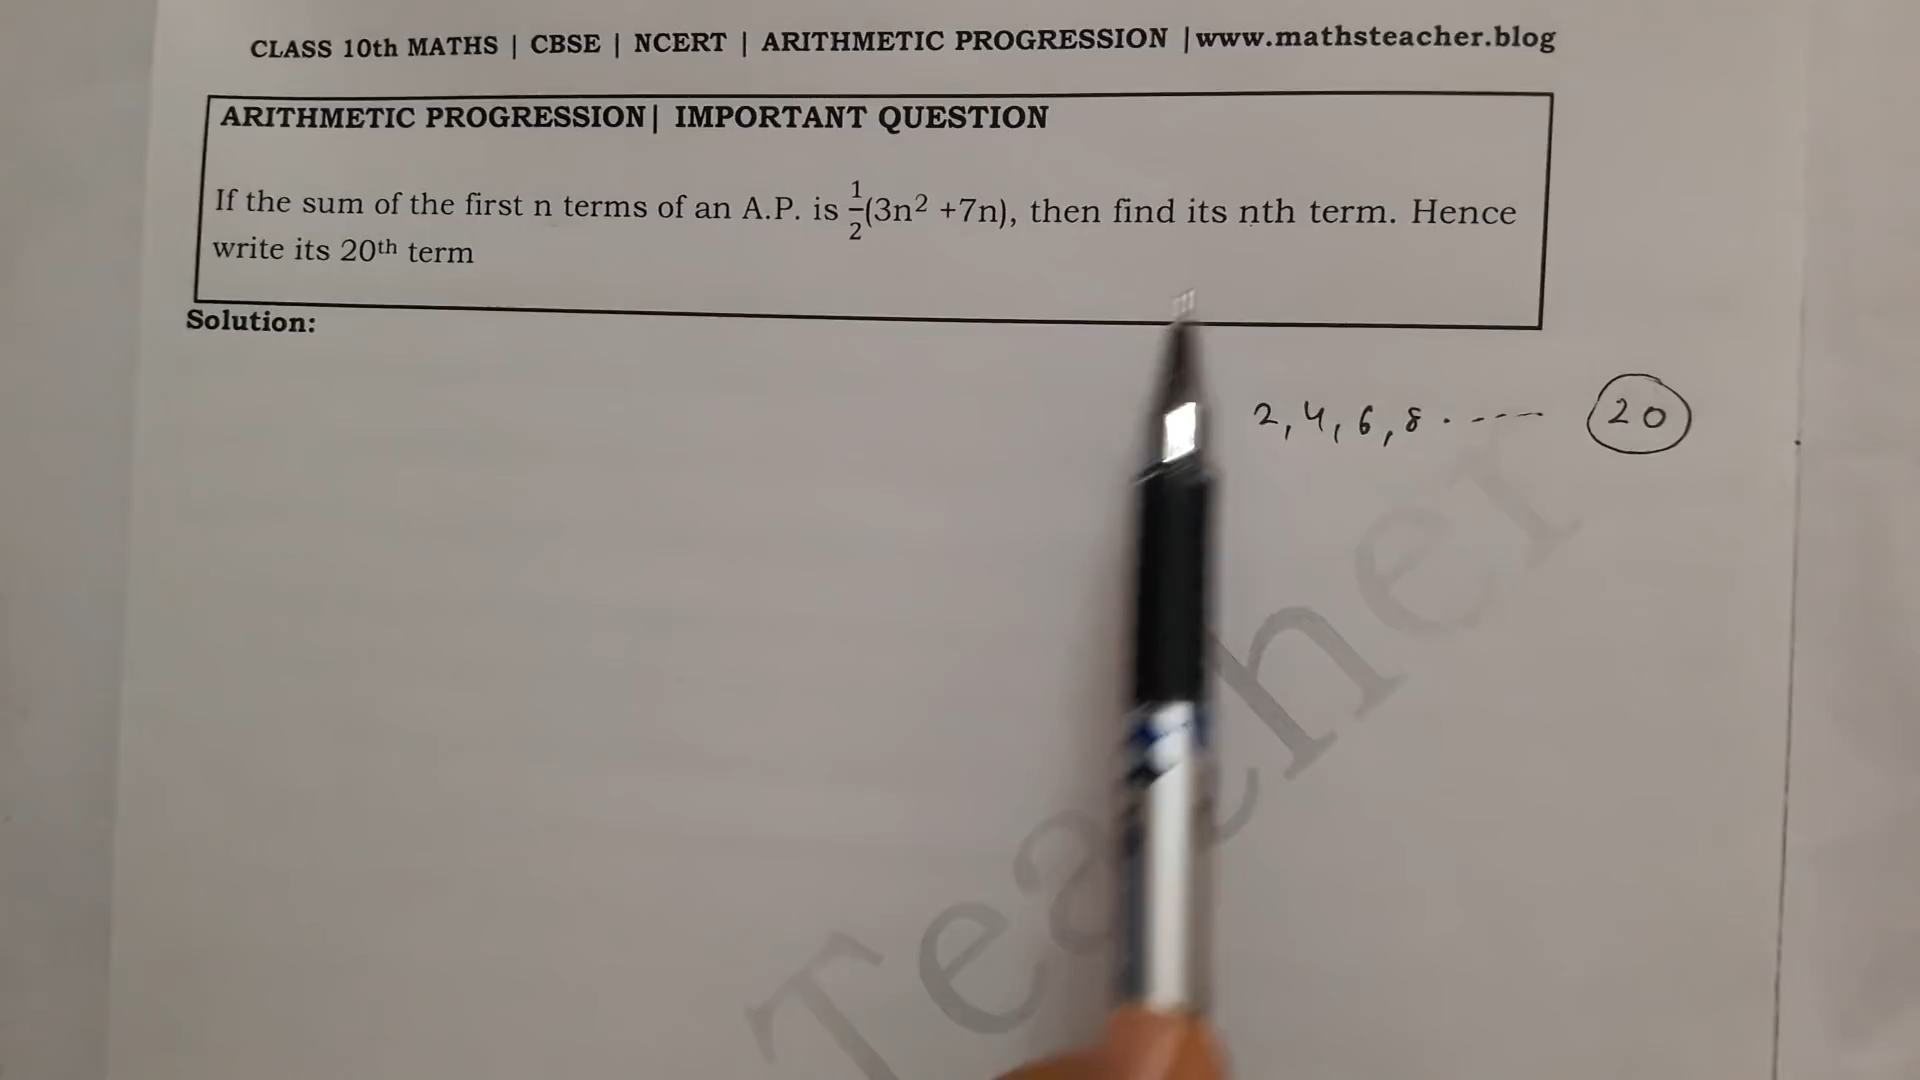 CLASS 10th MATHS | CBSE | NCERT | ARITHMETIC PROGRESSION |www.mathsteacher.blog
ARITHMETIC PROGRESSION| IMPORTANT QUESTION
If the sum of the first n terms of an A.P. is 1/2(3n² +7n), then find its nth term. Hence
write its 20th term
Solution:
2, 4, 6, 8 . ---- 20
Teacher